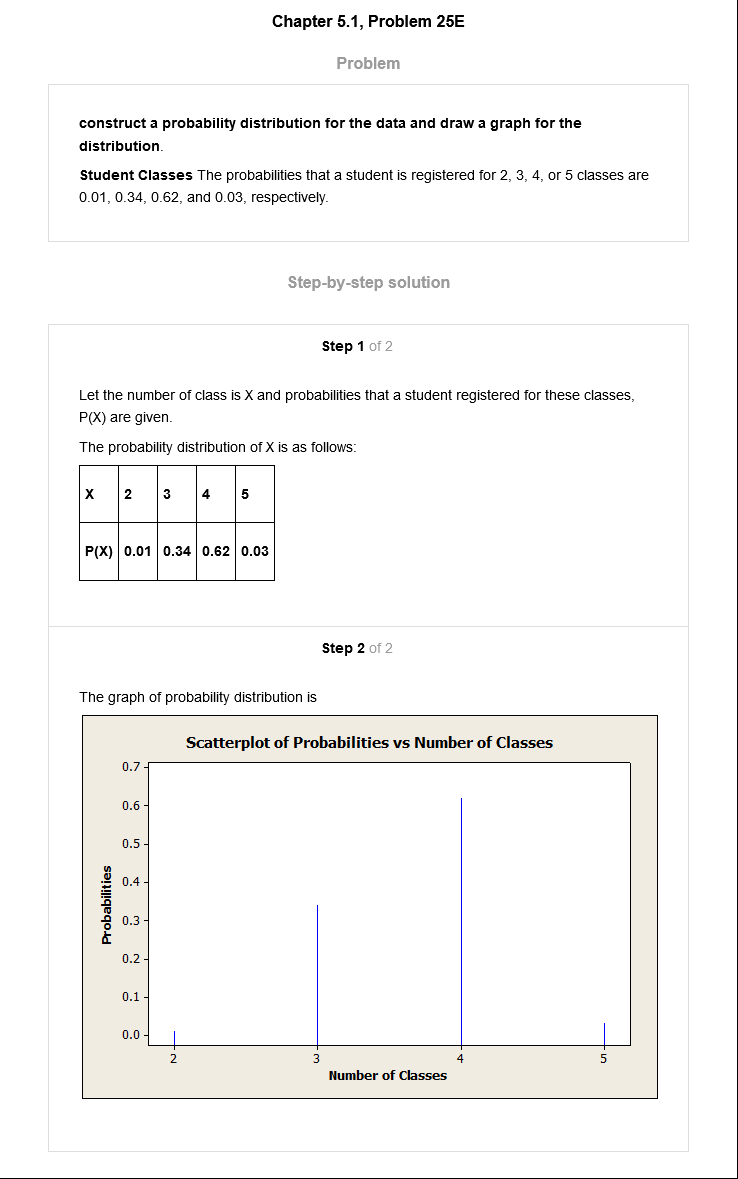 Chapter 5.1, Problem 25E
Problem
construct a probability distribution for the data and draw a graph for the
distribution.
Student Classes The probabilities that a student is registered for 2, 3, 4, or 5 classes are
0.01, 0.34, 0.62, and 0.03, respectively.
Step-by-step solution
Step 1 of 2
Let the number of class is X and probabilities that a student registered for these classes,
P(X) are given.
The probability distribution of X is as follows:
X 2 3 4 5
P(X) 0.01 0.34 0.62 0.03
Step 2 of 2
The graph of probability distribution is
Scatterplot of Probabilities vs Number of Classes
Probabilities
0.7
0.6
0.5
0.4
0.3
0.2
0.1
0.0
2 3 4 5
Number of Classes